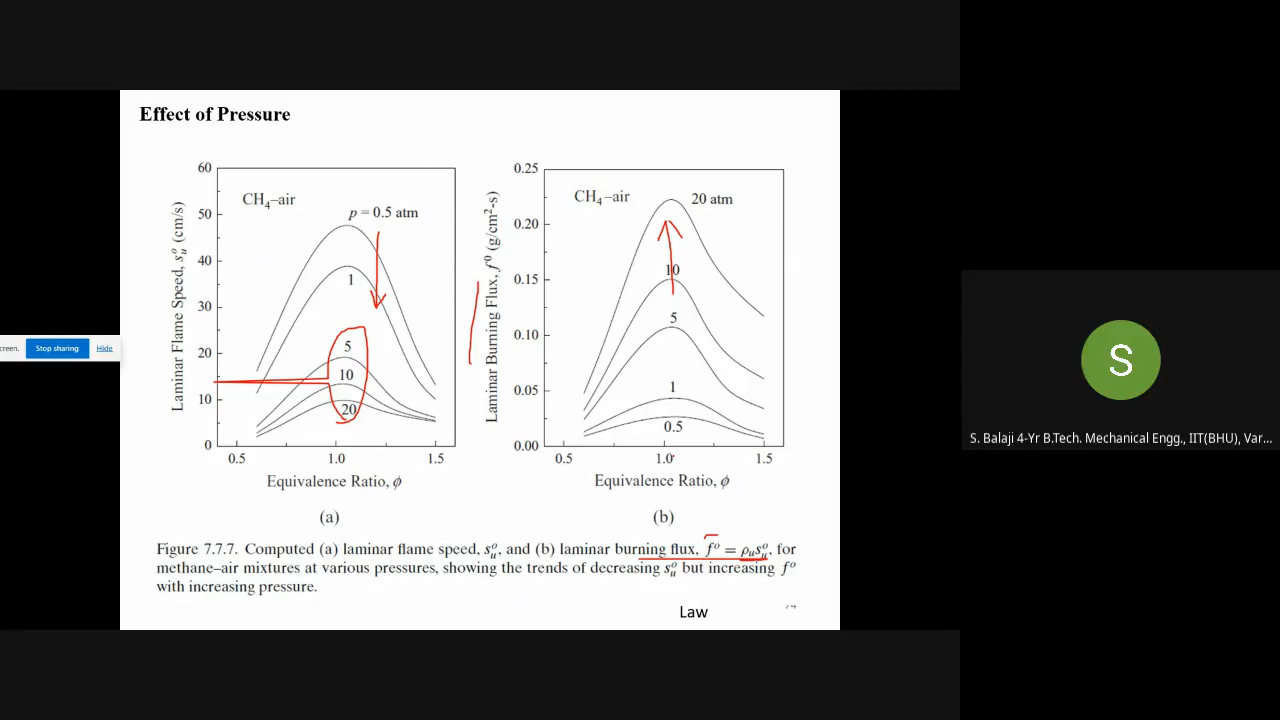 Effect of Pressure
60
50
40
30
20
10
0
0.5
1.0
1.5
CH₄–air
p = 0.5 atm
1
5
10
20
Laminar Flame Speed, sᵤᵒ (cm/s)
Equivalence Ratio, ϕ
(a)
0.25
0.20
0.15
0.10
0.05
0.00
0.5
1.0
1.5
CH₄–air
20 atm
10
5
1
0.5
Laminar Burning Flux, f⁰ (g/cm²-s)
Equivalence Ratio, ϕ
(b)
Figure 7.7.7. Computed (a) laminar flame speed, sᵤᵒ, and (b) laminar burning flux, fᵒ = ρᵤsᵤᵒ, for
methane–air mixtures at various pressures, showing the trends of decreasing sᵤᵒ but increasing fᵒ
with increasing pressure.
Law
creen.
Stop sharing
Hide
S
S. Balaji 4-Yr B.Tech. Mechanical Engg., IIT(BHU), Var...